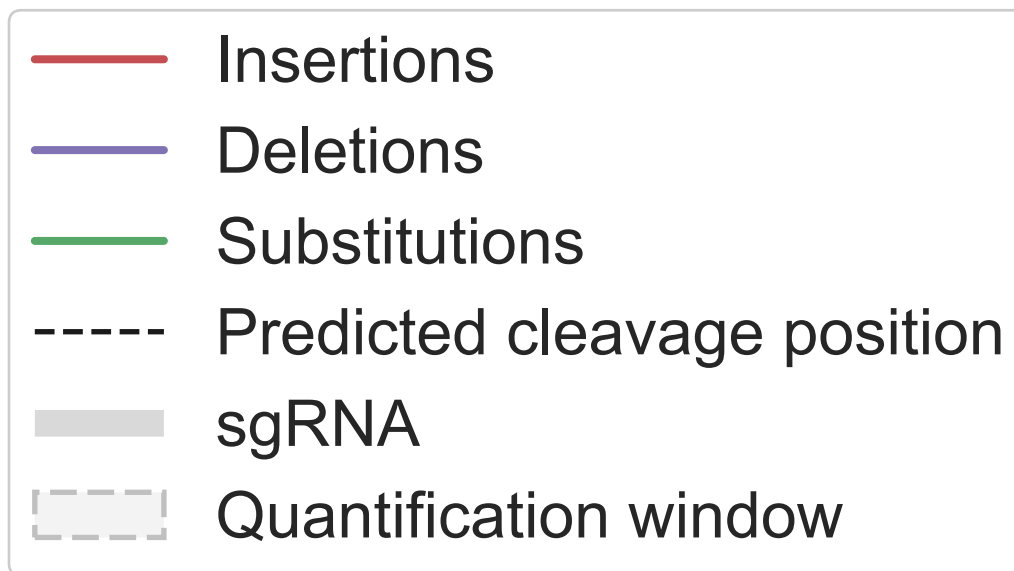 Insertions
Deletions
Substitutions
Predicted cleavage position
sgRNA
Quantification window